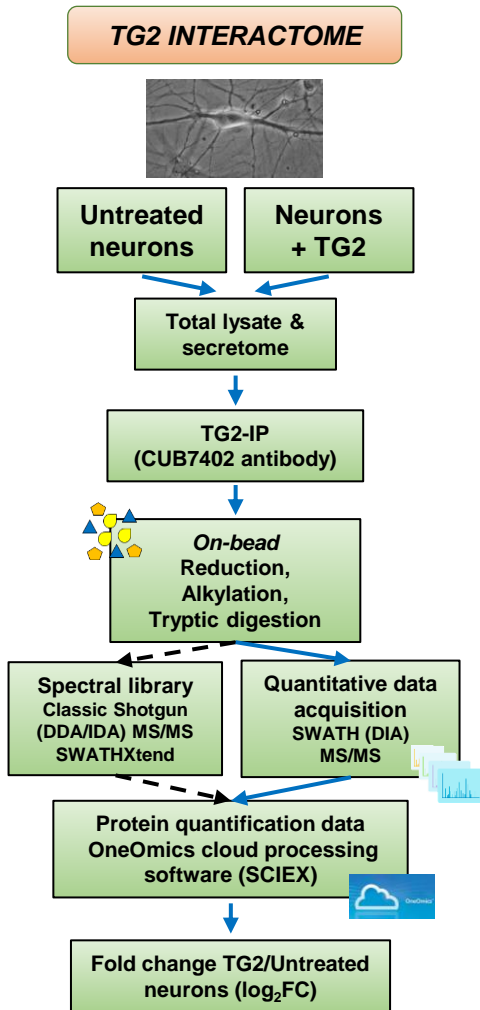 TG2 INTERACTOME
Untreated
neurons
Neurons
+ TG2
Total lysate &
secretome
TG2-IP
(CUB7402 antibody)
On-bead
Reduction,
Alkylation,
Tryptic digestion
Spectral library
Classic Shotgun
(DDA/IDA) MS/MS
SWATHXtend
Quantitative data
acquisition
SWATH (DIA)
MS/MS
Protein quantification data
OneOmics cloud processing
software (SCIEX)
OneOmics
Fold change TG2/Untreated
neurons (log₂FC)